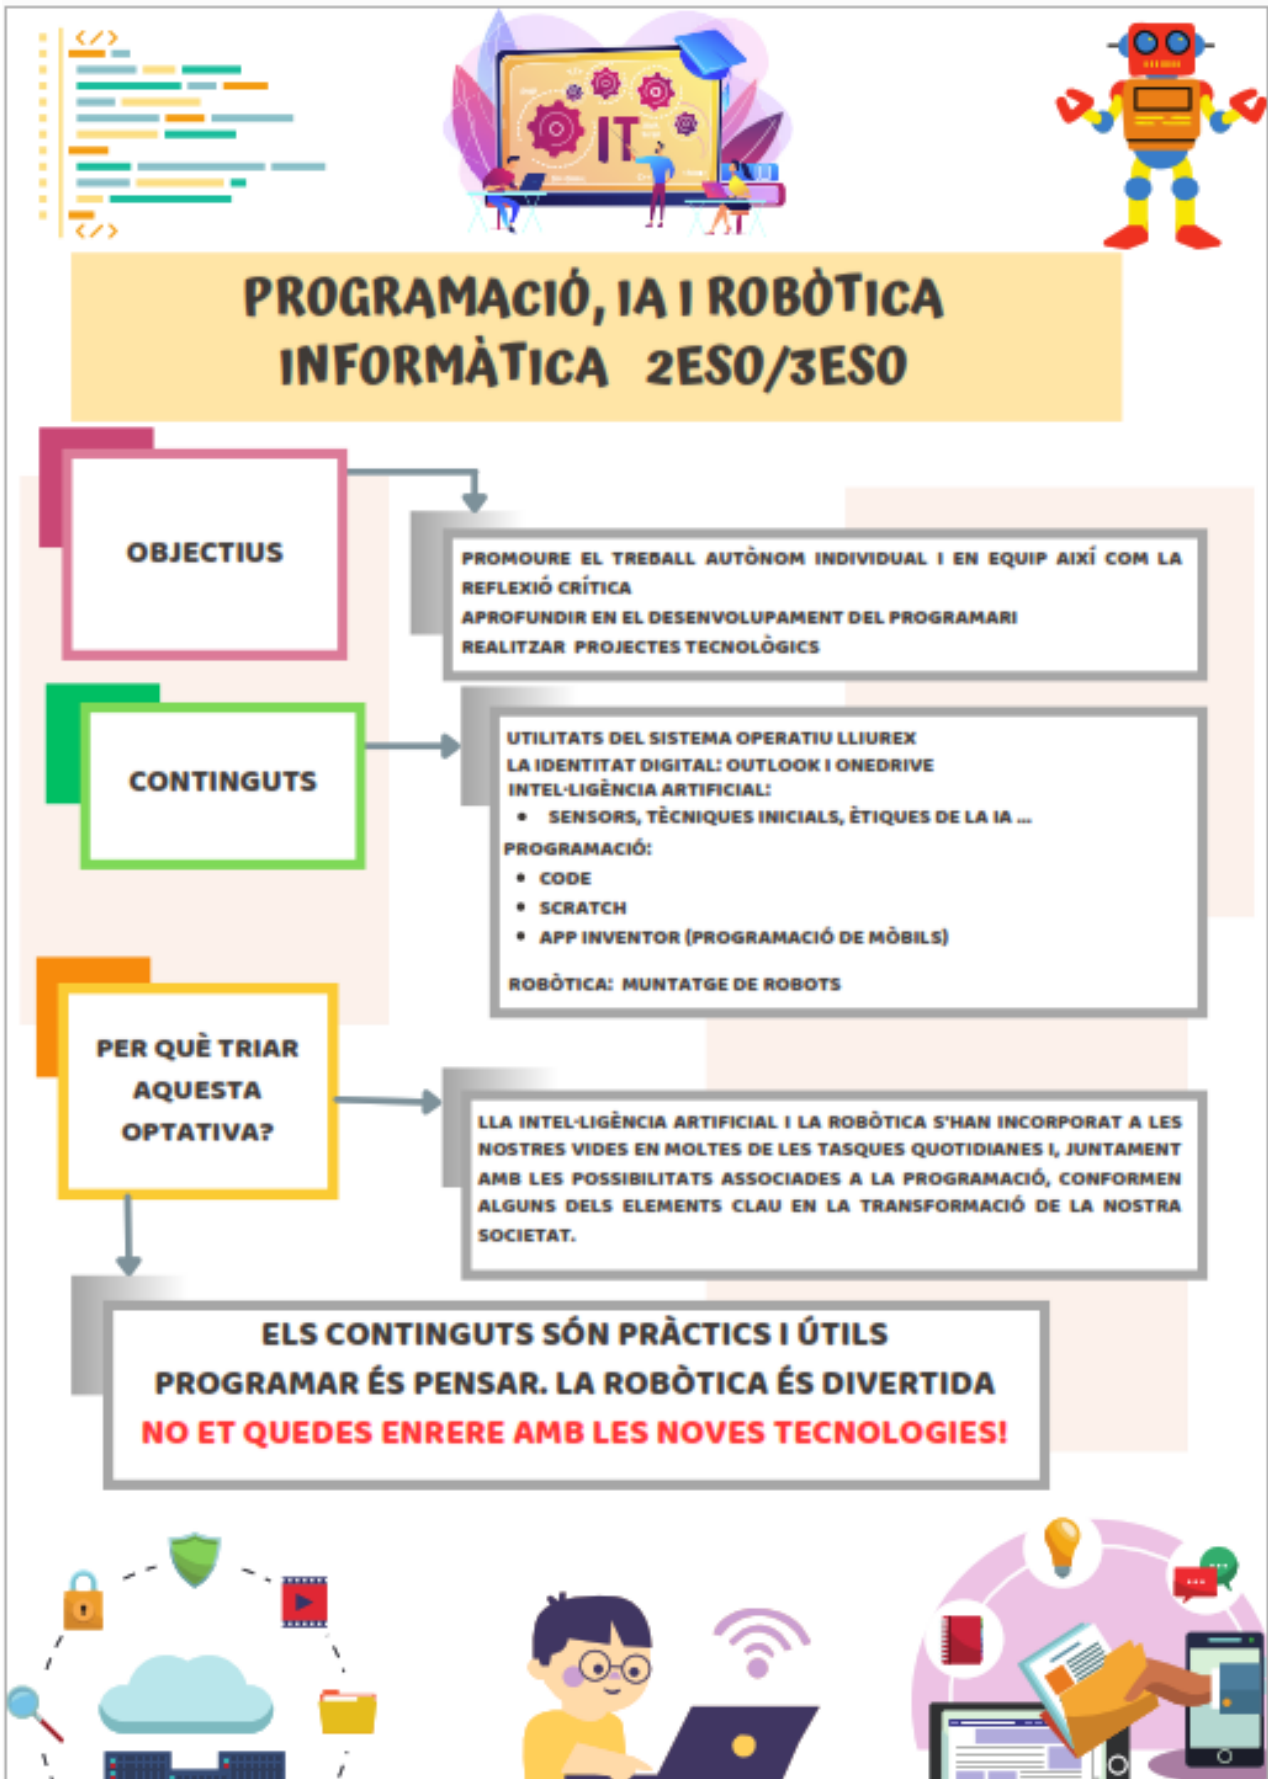 </>
IT
</>
PROGRAMACIÓ, IA I ROBÒTICA
INFORMÀTICA 2ESO/3ESO
OBJECTIUS
PROMOURE EL TREBALL AUTÒNOM INDIVIDUAL I EN EQUIP AIXÍ COM LA
REFLEXIÓ CRÍTICA
APROFUNDIR EN EL DESENVOLUPAMENT DEL PROGRAMARI
REALITZAR PROJECTES TECNOLÒGICS
CONTINGUTS
UTILITATS DEL SISTEMA OPERATIU LLIUREX
LA IDENTITAT DIGITAL: OUTLOOK I ONEDRIVE
INTEL·LIGÈNCIA ARTIFICIAL:
• SENSORS, TÈCNIQUES INICIALS, ÈTIQUES DE LA IA ...
PROGRAMACIÓ:
• CODE
• SCRATCH
• APP INVENTOR (PROGRAMACIÓ DE MÒBILS)
ROBÒTICA: MUNTATGE DE ROBOTS
PER QUÈ TRIAR
AQUESTA
OPTATIVA?
LLA INTEL·LIGÈNCIA ARTIFICIAL I LA ROBÒTICA S'HAN INCORPORAT A LES
NOSTRES VIDES EN MOLTES DE LES TASQUES QUOTIDIANES I, JUNTAMENT
AMB LES POSSIBILITATS ASSOCIADES A LA PROGRAMACIÓ, CONFORMEN
ALGUNS DELS ELEMENTS CLAU EN LA TRANSFORMACIÓ DE LA NOSTRA
SOCIETAT.
ELS CONTINGUTS SÓN PRÀCTICS I ÚTILS
PROGRAMAR ÉS PENSAR. LA ROBÒTICA ÉS DIVERTIDA
NO ET QUEDES ENRERE AMB LES NOVES TECNOLOGIES!